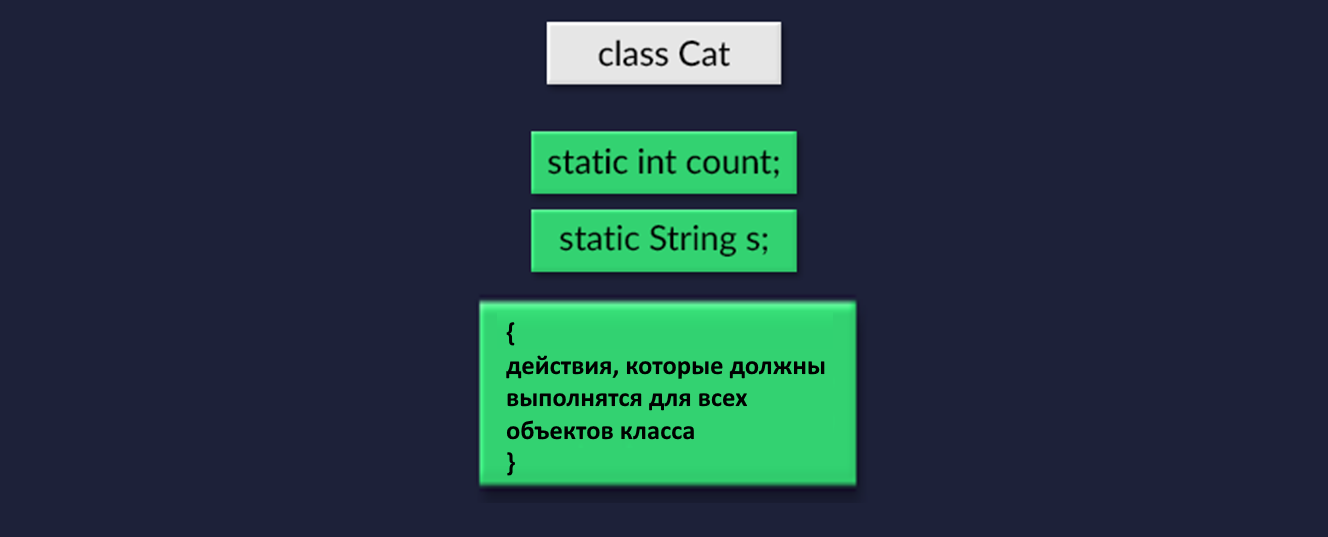 class Cat
static int count;
static String s;
{
действия, которые должны
выполнятся для всех
объектов класса
}